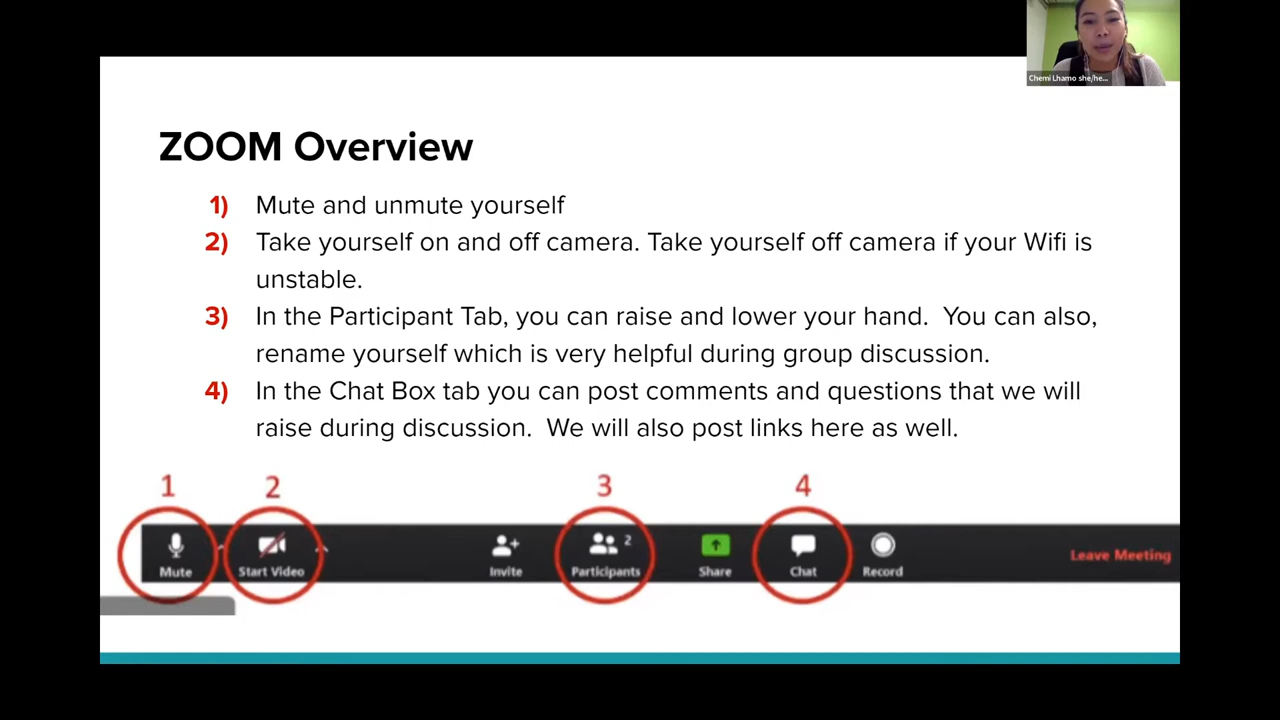 Chemi Lhamo she/he...
ZOOM Overview
1) Mute and unmute yourself
2) Take yourself on and off camera. Take yourself off camera if your Wifi is
unstable.
3) In the Participant Tab, you can raise and lower your hand.  You can also,
rename yourself which is very helpful during group discussion.
4) In the Chat Box tab you can post comments and questions that we will
raise during discussion.  We will also post links here as well.
1 2 3 4
2
Mute Start Video Invite Participants Share Chat Record Leave Meeting